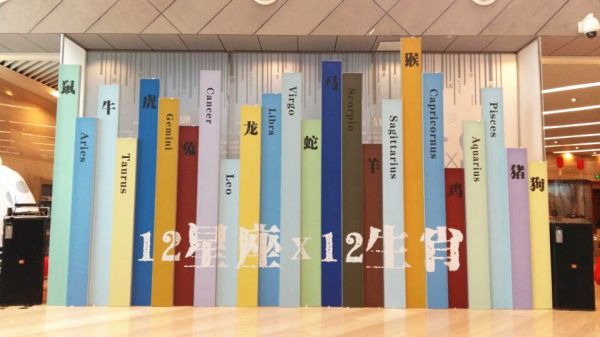 鼠
Aries
牛
Taurus
虎
Gemini
兔
Cancer
Leo
龙
Libra
Virgo
蛇
马
Scorpio
羊
Sagittarius
猴
Capricornus
鸡
Aquarium
Pisces
猪
狗
12星座x12生肖